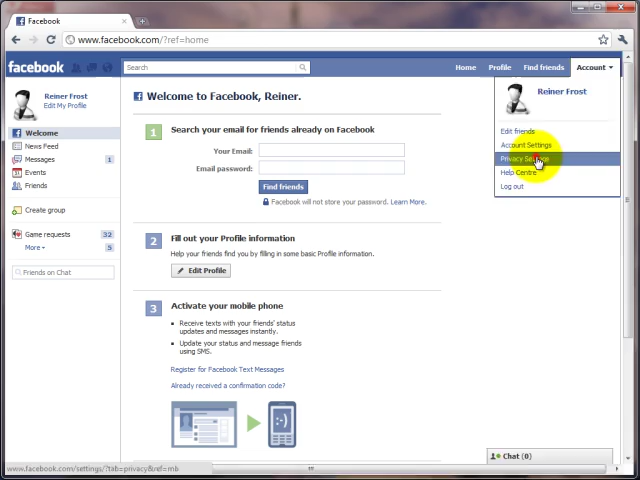 Facebook
www.facebook.com/?ref=home
facebook
Search
Home
Profile
Find friends
Account
Reiner Frost
Edit My Profile
Welcome
News Feed
Messages 1
Events
Friends
Create group
Game requests 32
More 5
Friends on Chat
Welcome to Facebook, Reiner.
1
Search your email for friends already on Facebook
Your Email:
Email password:
Find friends
Facebook will not store your password. Learn More.
2
Fill out your Profile information
Help your friends find you by filling in some basic Profile information.
Edit Profile
3
Activate your mobile phone
Receive texts with your friends' status
updates and messages instantly.
Update your status and message friends
using SMS.
Register for Facebook Text Messages
Already received a confirmation code?
:-)
Reiner Frost
Edit friends
Account Settings
Privacy Settings
Help Centre
Log out
Chat (0)
www.facebook.com/settings/?tab=privacy&ref=mb